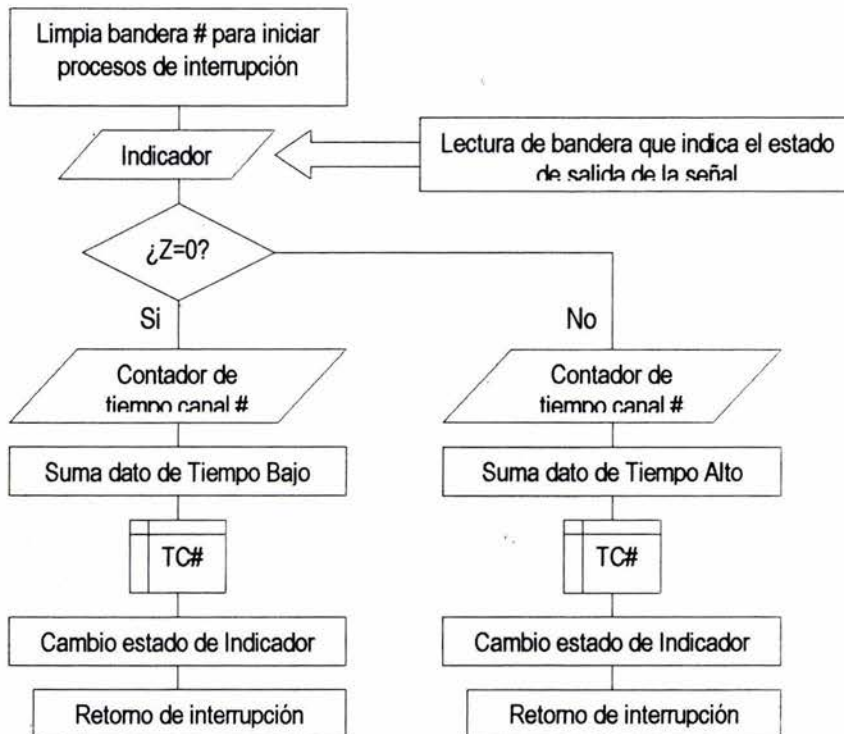 Limpia bandera # para iniciar
procesos de interrupción
Indicador
Lectura de bandera que indica el estado
de salida de la señal
¿Z=0?
Si
No
Contador de
tiempo canal #
Contador de
tiempo canal #
Suma dato de Tiempo Bajo
Suma dato de Tiempo Alto
TC#
TC#
Cambio estado de Indicador
Cambio estado de Indicador
Retorno de interrupción
Retorno de interrupción